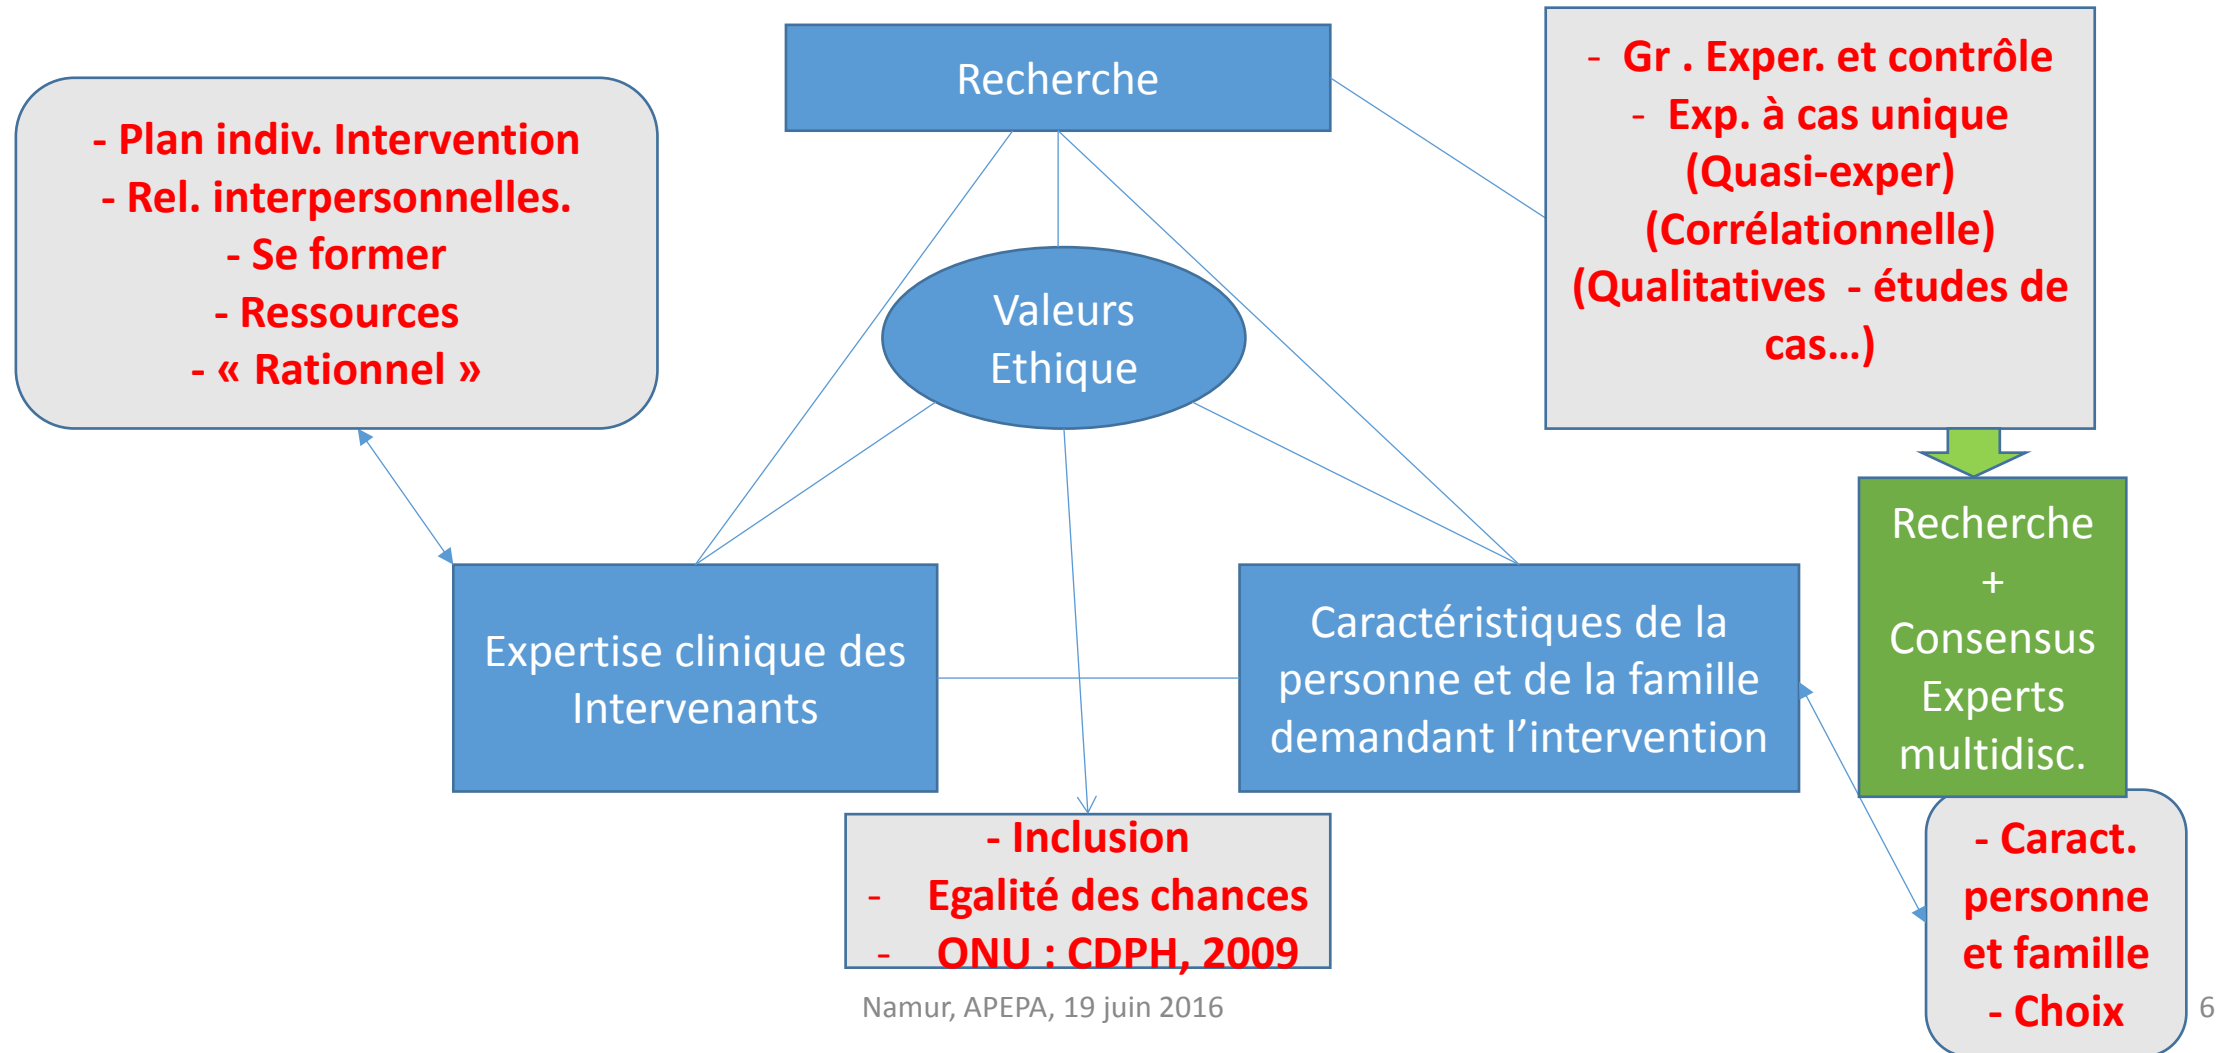 Recherche
- Plan indiv. Intervention
- Rel. interpersonnelles.
- Se former
- Ressources
- « Rationnel »
- Gr . Exper. et contrôle
- Exp. à cas unique
(Quasi-exper)
(Corrélationnelle)
(Qualitatives - études de
cas...)
Valeurs
Ethique
Recherche
+
Consensus
Experts
multidisc.
Expertise clinique des
Intervenants
Caractéristiques de la
personne et de la famille
demandant l’intervention
- Inclusion
- Egalité des chances
- ONU : CDPH, 2009
- Caract.
personne
et famille
- Choix
Namur, APEPA, 19 juin 2016
6